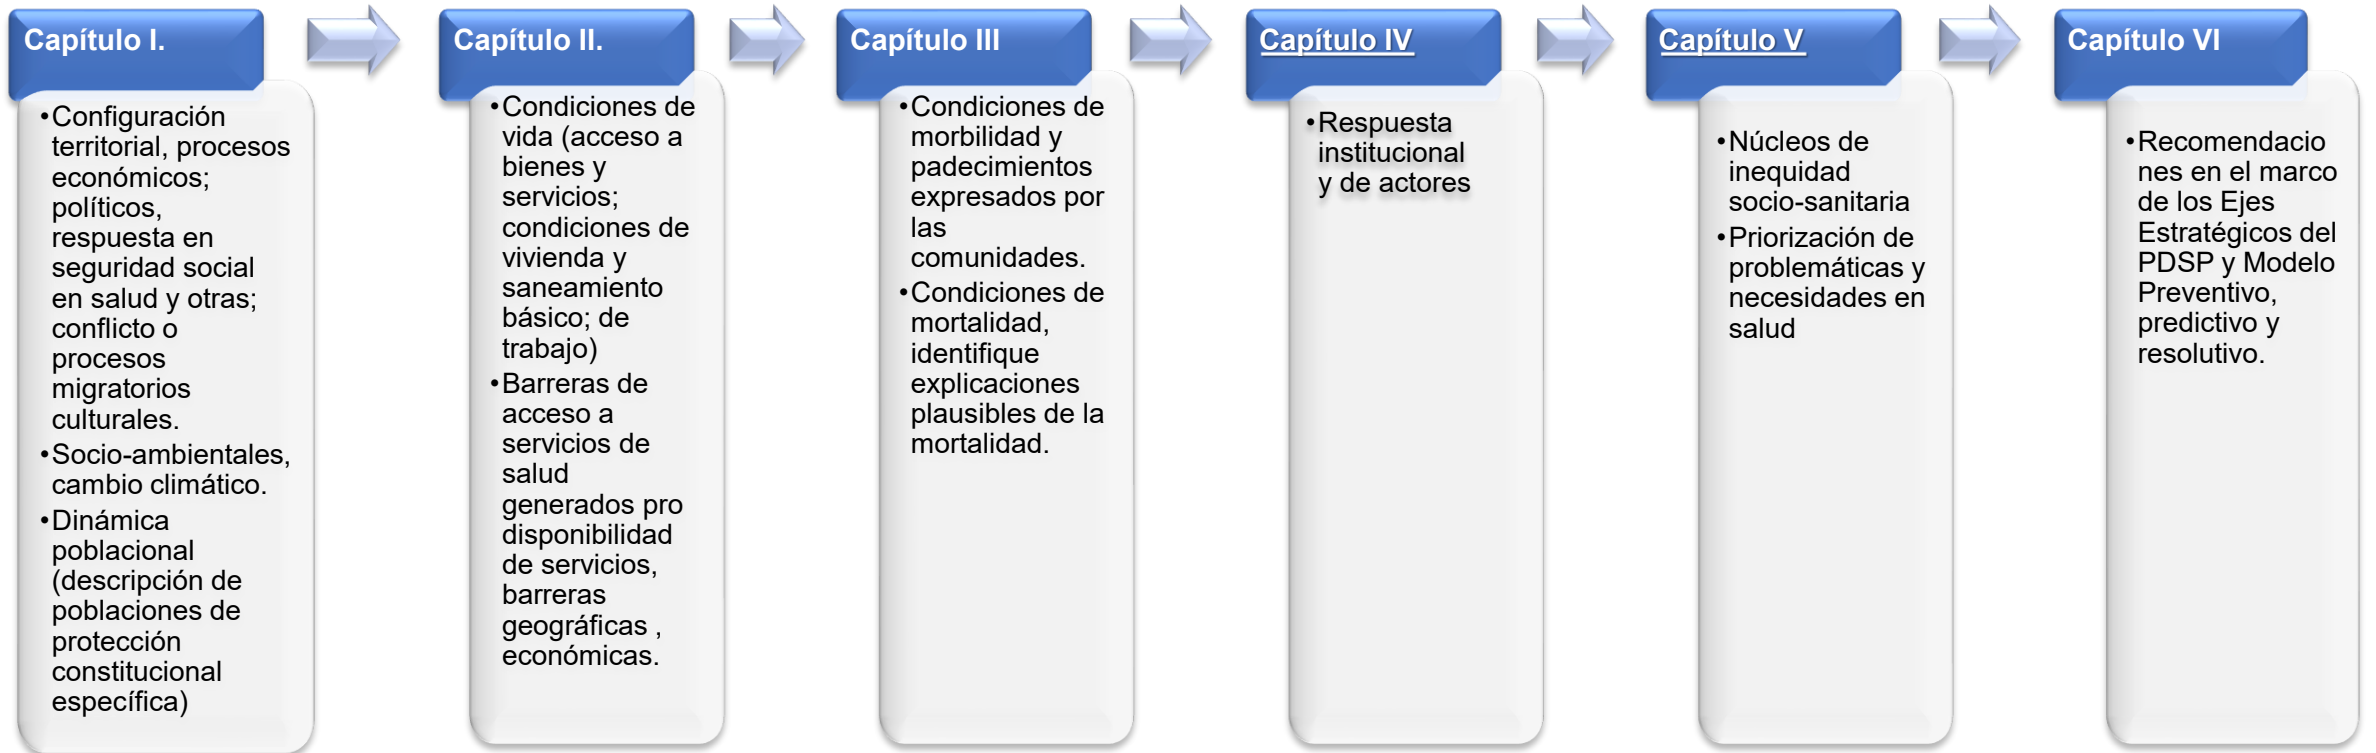 Capítulo I.
•Configuración
territorial, procesos
económicos;
políticos,
respuesta en
seguridad social
en salud y otras;
conflicto o
procesos
migratorios
culturales.
•Socio-ambientales,
cambio climático.
•Dinámica
poblacional
(descripción de
poblaciones de
protección
constitucional
específica)
Capítulo II.
•Condiciones de
vida (acceso a
bienes y
servicios;
condiciones de
vivienda y
saneamiento
básico; de
trabajo)
•Barreras de
acceso a
servicios de
salud
generados pro
disponibilidad
de servicios,
barreras
geográficas ,
económicas.
Capítulo III
•Condiciones de
morbilidad y
padecimientos
expresados por
las
comunidades.
•Condiciones de
mortalidad,
identifique
explicaciones
plausibles de la
mortalidad.
Capítulo IV
•Respuesta
institucional
y de actores
Capítulo V
•Núcleos de
inequidad
socio-sanitaria
•Priorización de
problemáticas y
necesidades en
salud
Capítulo VI
•Recomendacio
nes en el marco
de los Ejes
Estratégicos del
PDSP y Modelo
Preventivo,
predictivo y
resolutivo.